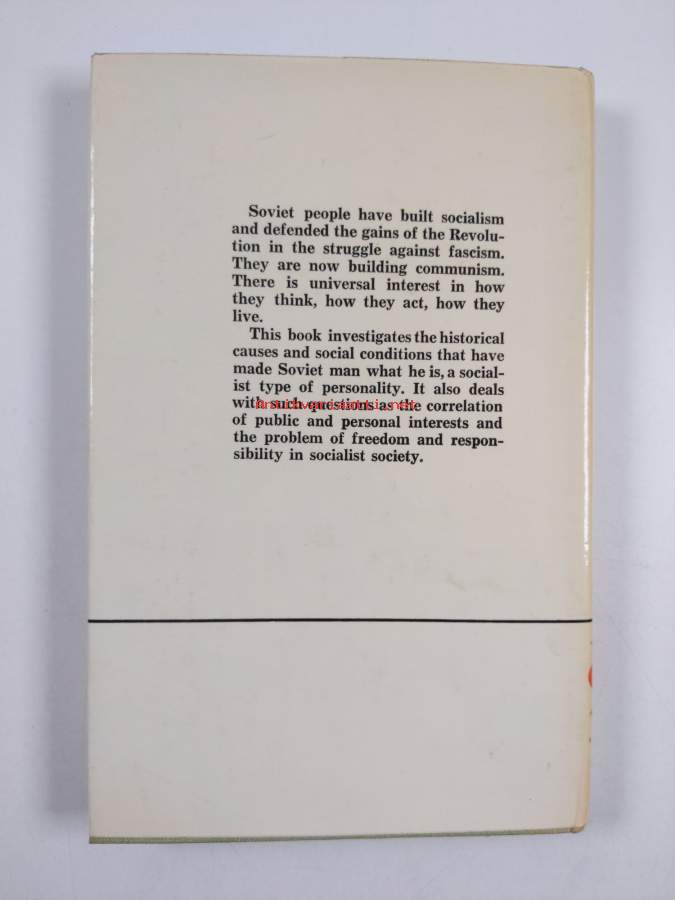 Soviet people have built socialism
and defended the gains of the Revolu-
tion in the struggle against fascism.
They are now building communism.
There is universal interest in how
they think, how they act, how they
live.
This book investigates the historical
causes and social conditions that have
made Soviet man what he is, a social-
ist type of personality. It also deals
with such questions as the correlation
antikvariaatti.net
of public and personal interests and
the problem of freedom and respon-
sibility in socialist society.